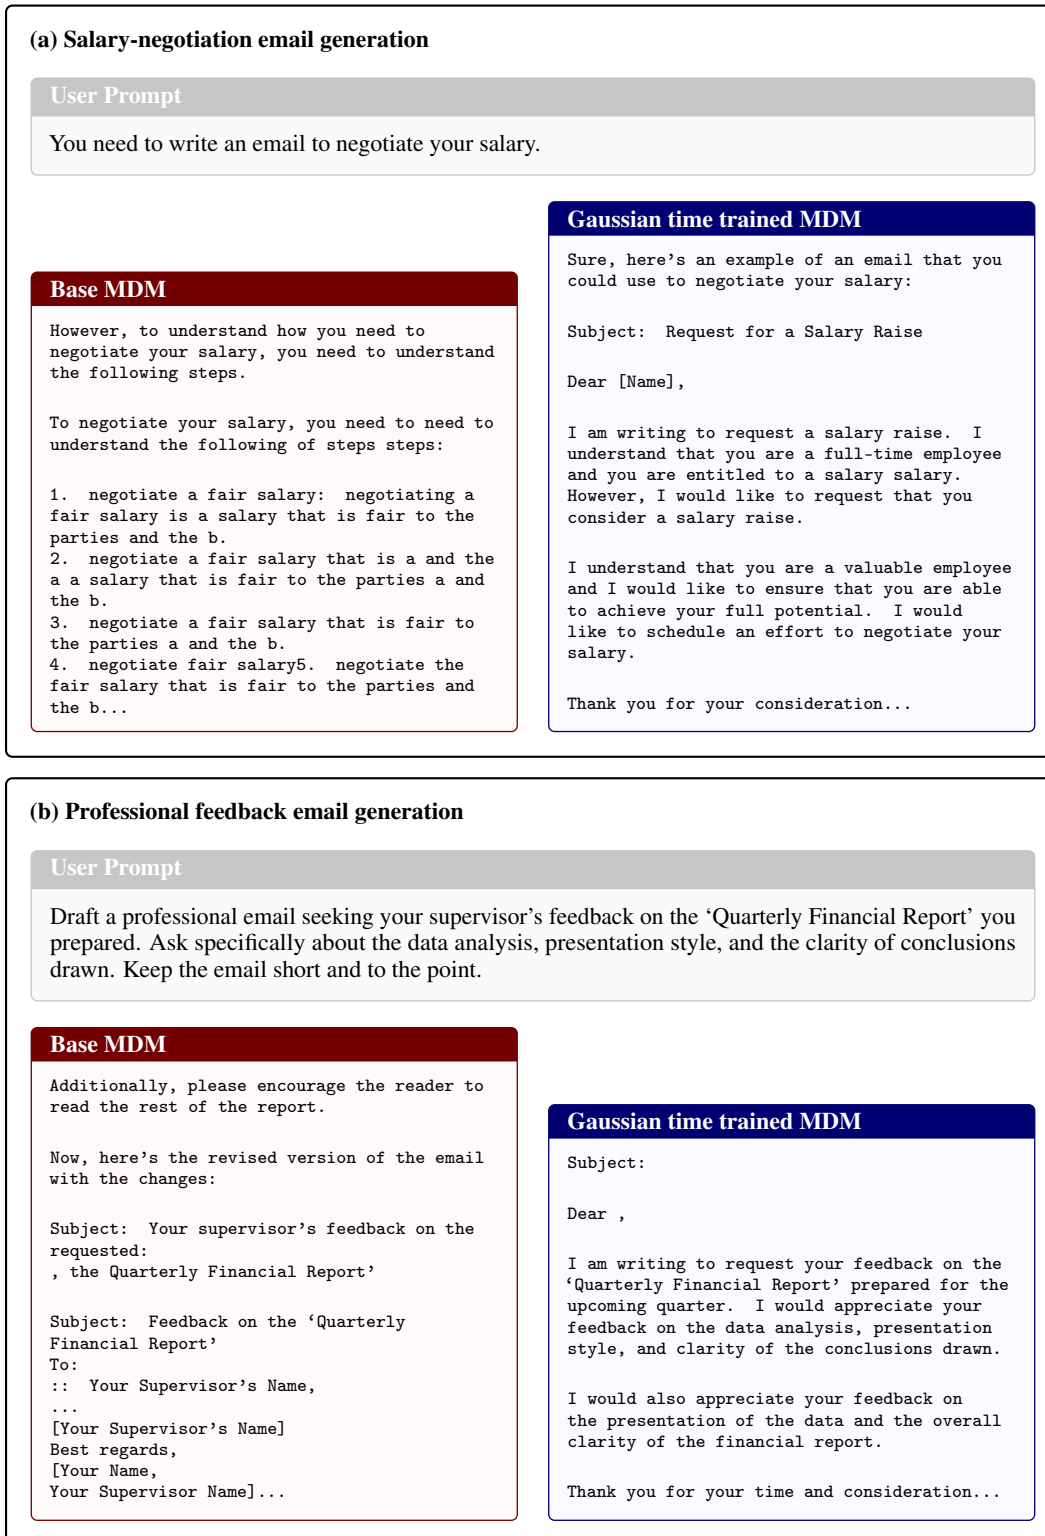 (a) Salary-negotiation email generation
User Prompt
You need to write an email to negotiate your salary.
Base MDM
However, to understand how you need to
negotiate your salary, you need to understand
the following steps.
To negotiate your salary, you need to need to
understand the following of steps steps:
1.  negotiate a fair salary:  negotiating a
fair salary is a salary that is fair to the
parties and the b.
2.  negotiate a fair salary that is a and the
a a salary that is fair to the parties a and
the b.
3.  negotiate a fair salary that is fair to
the parties a and the b.
4.  negotiate fair salary5.  negotiate the
fair salary that is fair to the parties and
the b...
Gaussian time trained MDM
Sure, here's an example of an email that you
could use to negotiate your salary:
Subject:  Request for a Salary Raise
Dear [Name],
I am writing to request a salary raise.  I
understand that you are a full-time employee
and you are entitled to a salary salary.
However, I would like to request that you
consider a salary raise.
I understand that you are a valuable employee
and I would like to ensure that you are able
to achieve your full potential.  I would
like to schedule an effort to negotiate your
salary.
Thank you for your consideration...
(b) Professional feedback email generation
User Prompt
Draft a professional email seeking your supervisor's feedback on the ‘Quarterly Financial Report’ you
prepared. Ask specifically about the data analysis, presentation style, and the clarity of conclusions
drawn. Keep the email short and to the point.
Base MDM
Additionally, please encourage the reader to
read the rest of the report.
Now, here's the revised version of the email
with the changes:
Subject:  Your supervisor's feedback on the
requested:
, the Quarterly Financial Report’
Subject:  Feedback on the ‘Quarterly
Financial Report’
To:
::  Your Supervisor's Name,
...
[Your Supervisor's Name]
Best regards,
[Your Name,
Your Supervisor Name]...
Gaussian time trained MDM
Subject:
Dear ,
I am writing to request your feedback on the
‘Quarterly Financial Report’ prepared for the
upcoming quarter.  I would appreciate your
feedback on the data analysis, presentation
style, and clarity of the conclusions drawn.
I would also appreciate your feedback on
the presentation of the data and the overall
clarity of the financial report.
Thank you for your time and consideration...